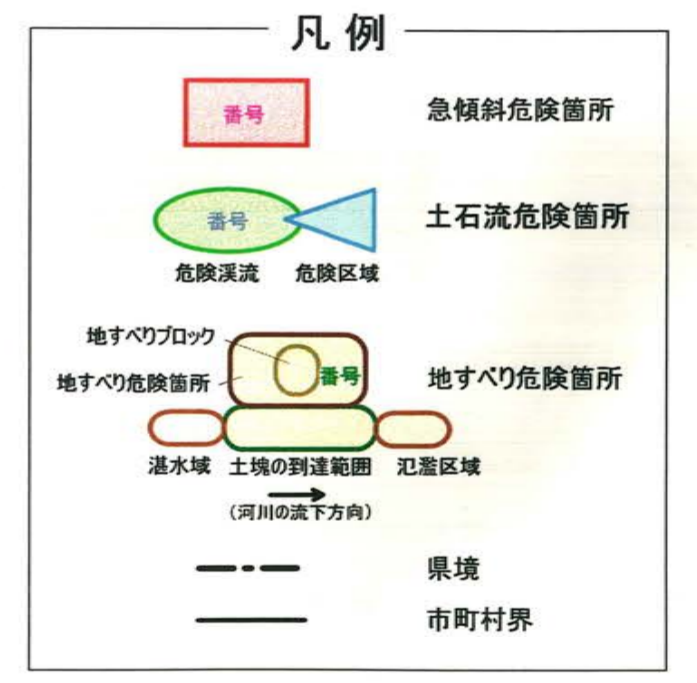 凡例
番号
急傾斜危険箇所
番号
土石流危険箇所
危険渓流
危険区域
地すべりブロック
地すべり危険箇所
番号
地すべり危険箇所
湛水域
土塊の到達範囲
氾濫区域
(河川の流下方向)
県境
市町村界